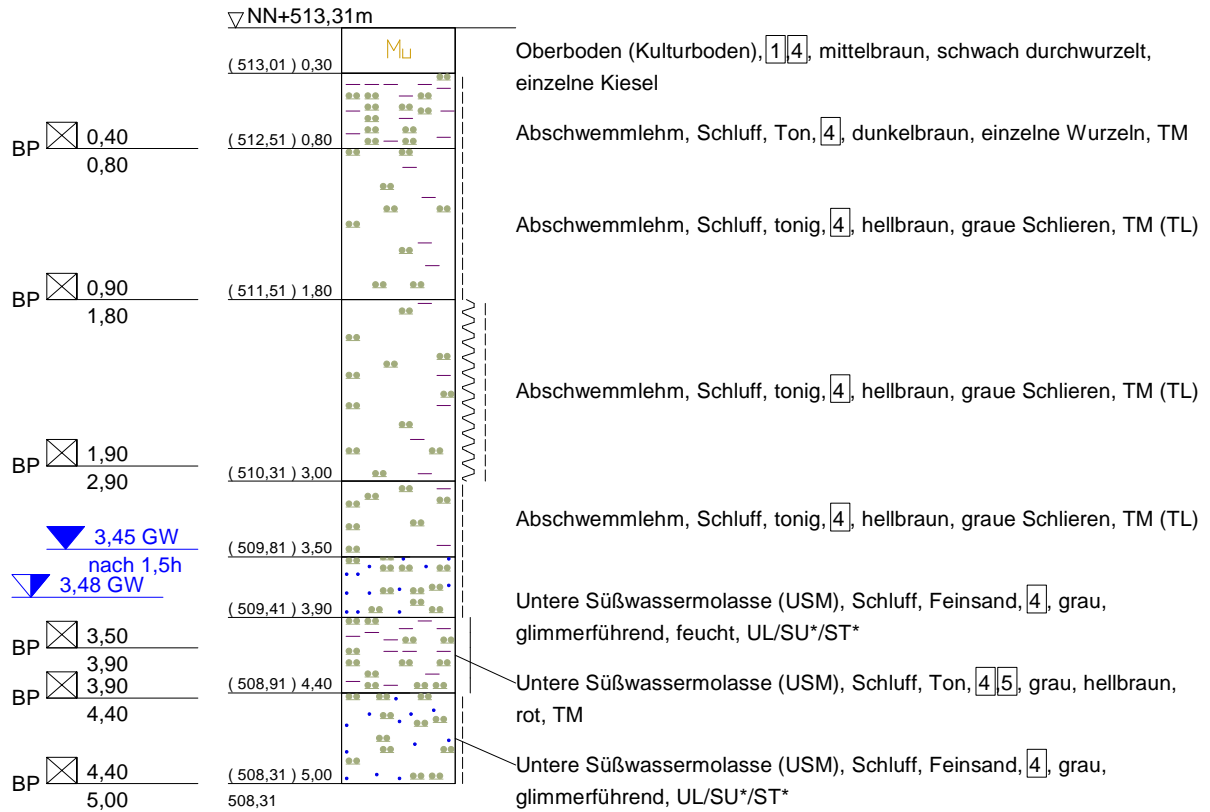 NN+513,31m
Mu
Oberboden (Kulturboden), 1, 4, mittelbraun, schwach durchwurzelt,
einzelne Kiesel
( 513,01 ) 0,30
BP 0,40
0,80
( 512,51 ) 0,80
Abschwemmlehm, Schluff, Ton, 4, dunkelbraun, einzelne Wurzeln, TM
Abschwemmlehm, Schluff, tonig, 4, hellbraun, graue Schlieren, TM (TL)
BP 0,90
1,80
( 511,51 ) 1,80
Abschwemmlehm, Schluff, tonig, 4, hellbraun, graue Schlieren, TM (TL)
BP 1,90
2,90
( 510,31 ) 3,00
Abschwemmlehm, Schluff, tonig, 4, hellbraun, graue Schlieren, TM (TL)
3,45 GW
nach 1,5h
( 509,81 ) 3,50
3,48 GW
( 509,41 ) 3,90
Untere Süßwassermolasse (USM), Schluff, Feinsand, 4, grau,
glimmerführend, feucht, UL/SU*/ST*
BP 3,50
3,90
BP 3,90
4,40
( 508,91 ) 4,40
Untere Süßwassermolasse (USM), Schluff, Ton, 4, 5, grau, hellbraun,
rot, TM
BP 4,40
5,00
( 508,31 ) 5,00
508,31
Untere Süßwassermolasse (USM), Schluff, Feinsand, 4, grau,
glimmerführend, UL/SU*/ST*